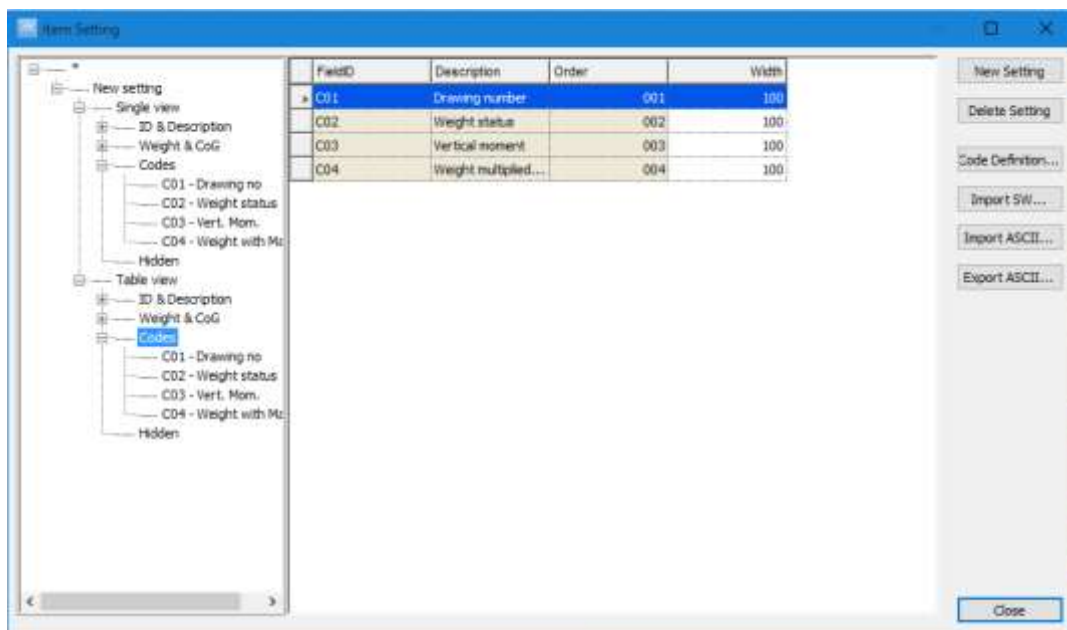 Item Setting
*
New setting
Single view
ID & Description
Weight & CoG
Codes
C01 - Drawing no
C02 - Weight status
C03 - Vert. Mom.
C04 - Weight with Ma
Hidden
Table view
ID & Description
Weight & CoG
Codes
C01 - Drawing no
C02 - Weight status
C03 - Vert. Mom.
C04 - Weight with Ma
Hidden
FieldID Description Order Width
C01 Drawing number 001 100
C02 Weight status 002 100
C03 Vertical moment 003 100
C04 Weight multiplied.... 004 100
New Setting
Delete Setting
Code Definition...
Import SW...
Import ASCII...
Export ASCII...
Close